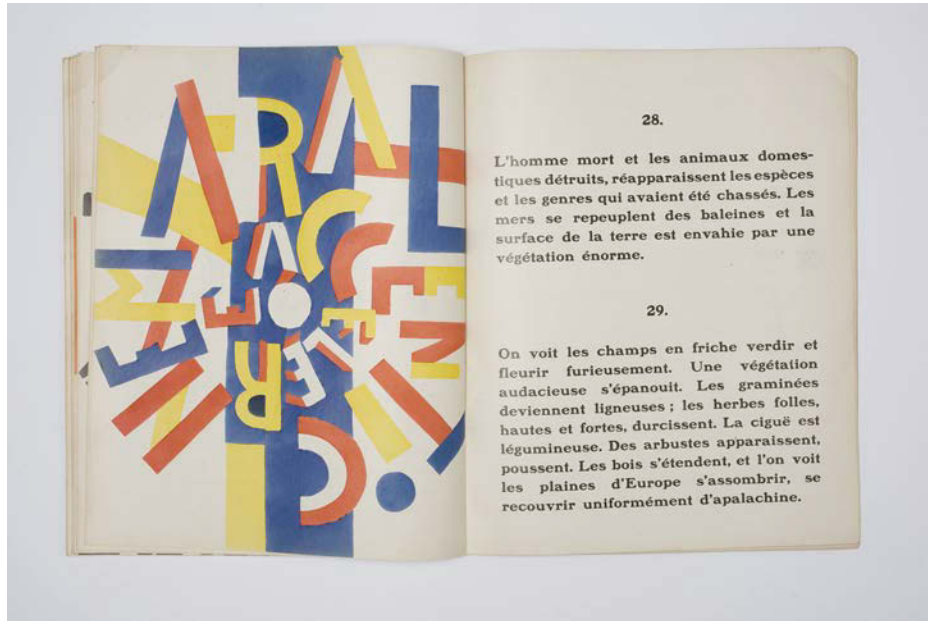 CINEMA RALENTI
ACCÉLÉRÉ
28.
L'homme mort et les animaux domes-
tiques détruits, réapparaissent les espèces
et les genres qui avaient été chassés. Les
mers se repeuplent des baleines et la
surface de la terre est envahie par une
végétation énorme.
29.
On voit les champs en friche verdir et
fleurir furieusement. Une végétation
audacieuse s'épanouit. Les graminées
deviennent ligneuses ; les herbes folles,
hautes et fortes, durcissent. La ciguë est
légumineuse. Des arbustes apparaissent,
poussent. Les bois s'étendent, et l'on voit
les plaines d'Europe s'assombrir, se
recouvrir uniformément d'apalachine.